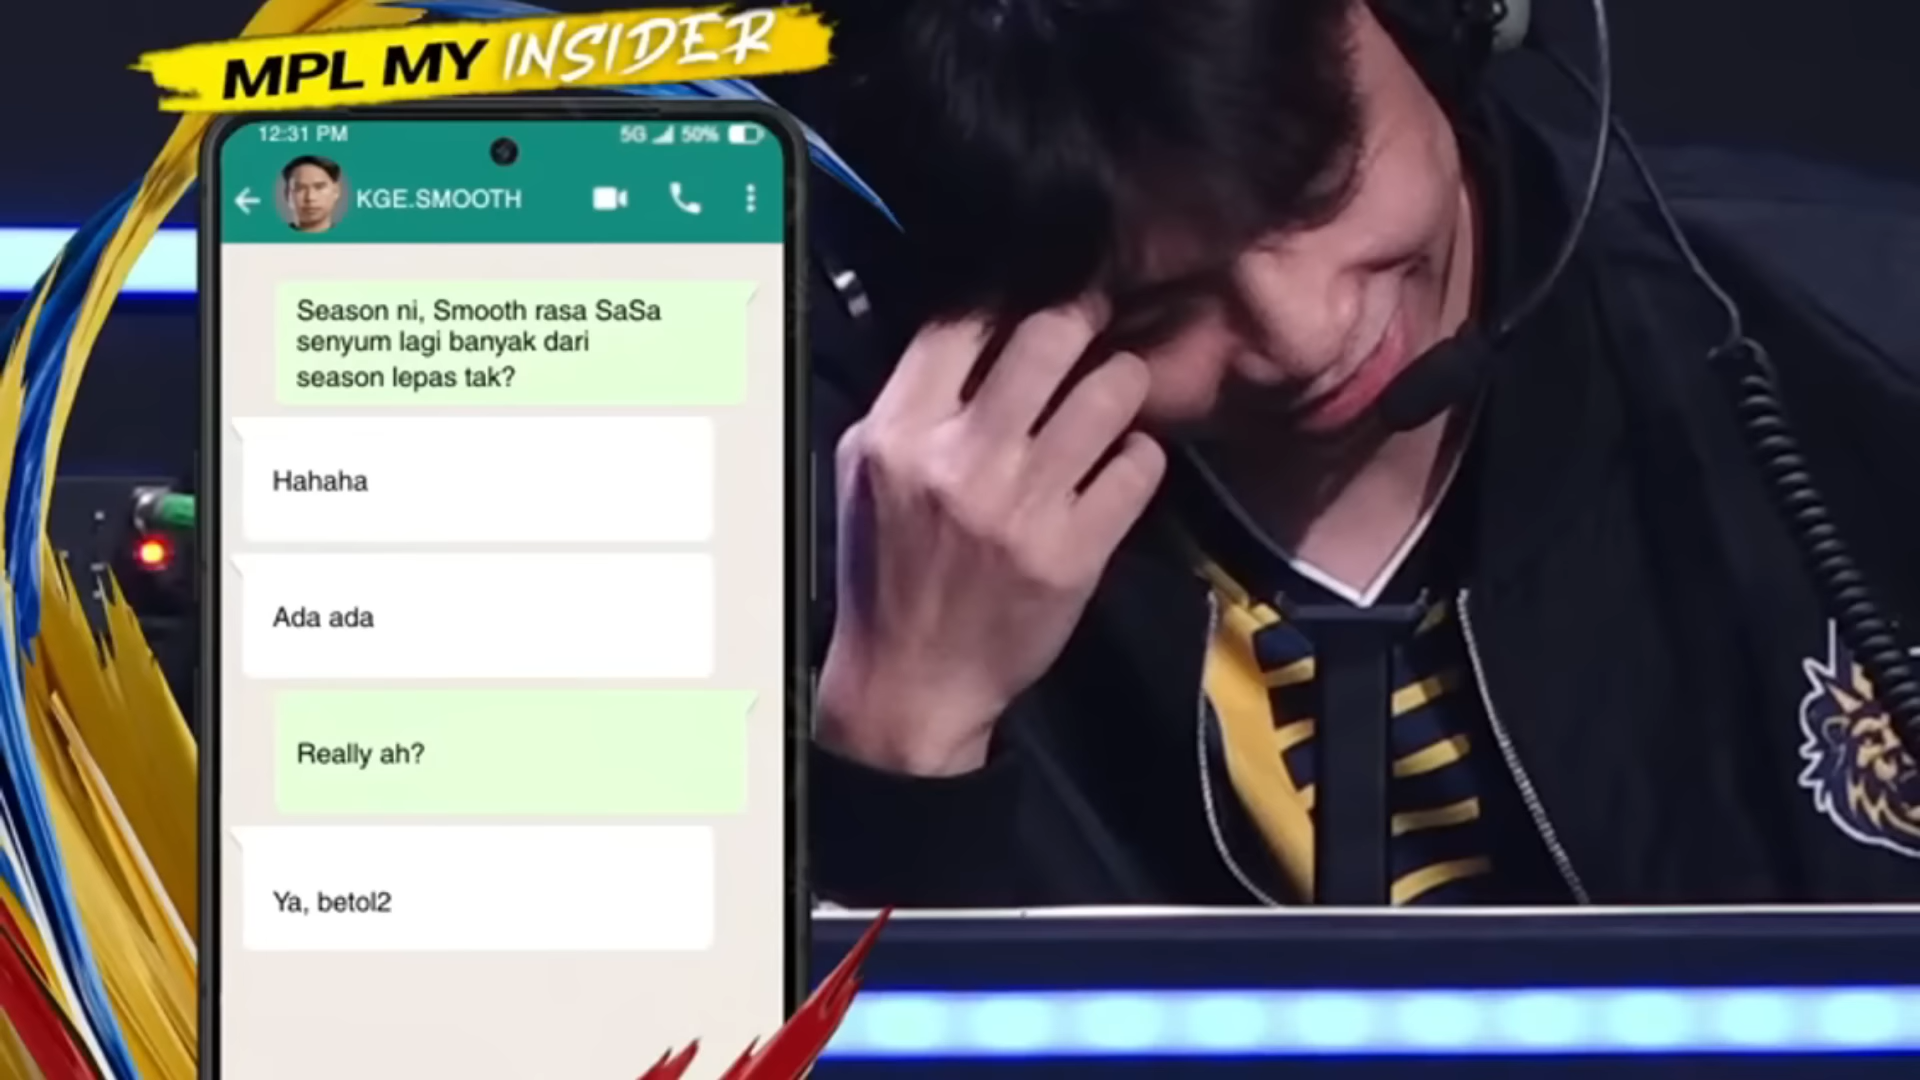 MPL MY INSIDER
12:31 PM
5G 50%
KGE.SMOOTH
Season ni, Smooth rasa SaSa
senyum lagi banyak dari
season lepas tak?
Hahaha
Ada ada
Really ah?
Ya, betol2